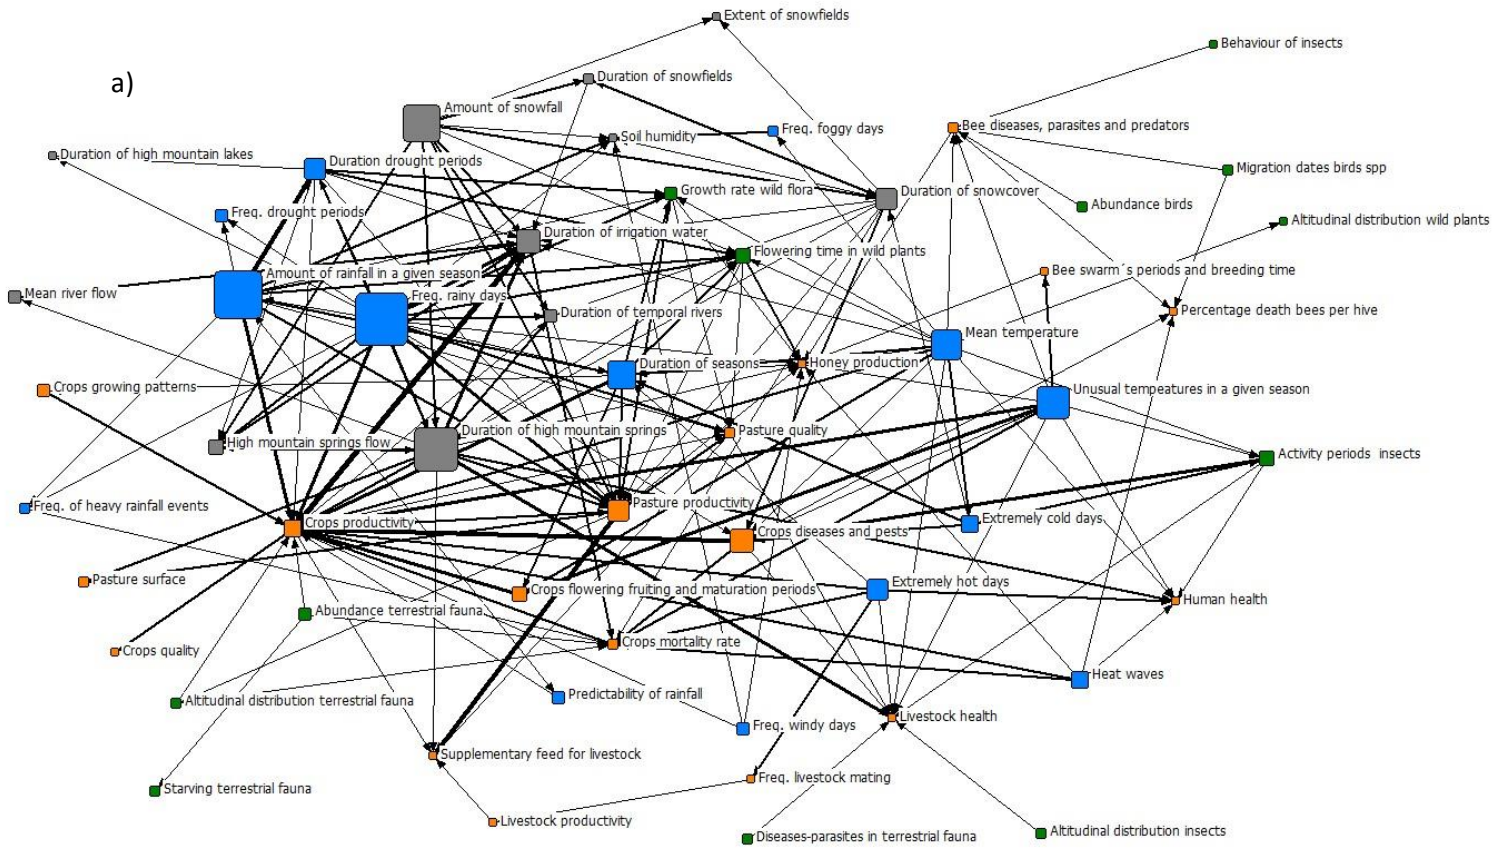 Extent of snowfields
Behaviour of insects
a)
Duration of snowfields
Amount of snowfall
Soil humidity
Freq. foggy days
Bee diseases, parasites and predators
Duration of high mountain lakes
Duration drought periods
Migration dates birds spp
Growth rate wild flora
Duration of snowcover
Abundance birds
Freq. drought periods
Altitudinal distribution wild plants
Duration of irrigation water
Flowering time in wild plants
Amount of rainfall in a given season
Bee swarm´s periods and breeding time
Mean river flow
Freq. rainy days
Duration of temporal rivers
Percentage death bees per hive
Mean temperature
Duration of seasons
Honey production
Crops growing patterns
Unusual tempeatures in a given season
High mountain springs flow
Duration of high mountain springs
Pasture quality
Activity periods insects
Freq. of heavy rainfall events
Pasture productivity
Crops productivity
Crops diseases and pests
Extremely cold days
Pasture surface
Crops flowering fruiting and maturation periods
Extremely hot days
Human health
Abundance terrestrial fauna
Crops quality
Crops mortality rate
Heat waves
Altitudinal distribution terrestrial fauna
Predictability of rainfall
Freq. windy days
Livestock health
Supplementary feed for livestock
Starving terrestrial fauna
Freq. livestock mating
Livestock productivity
Diseases-parasites in terrestrial fauna
Altitudinal distribution insects